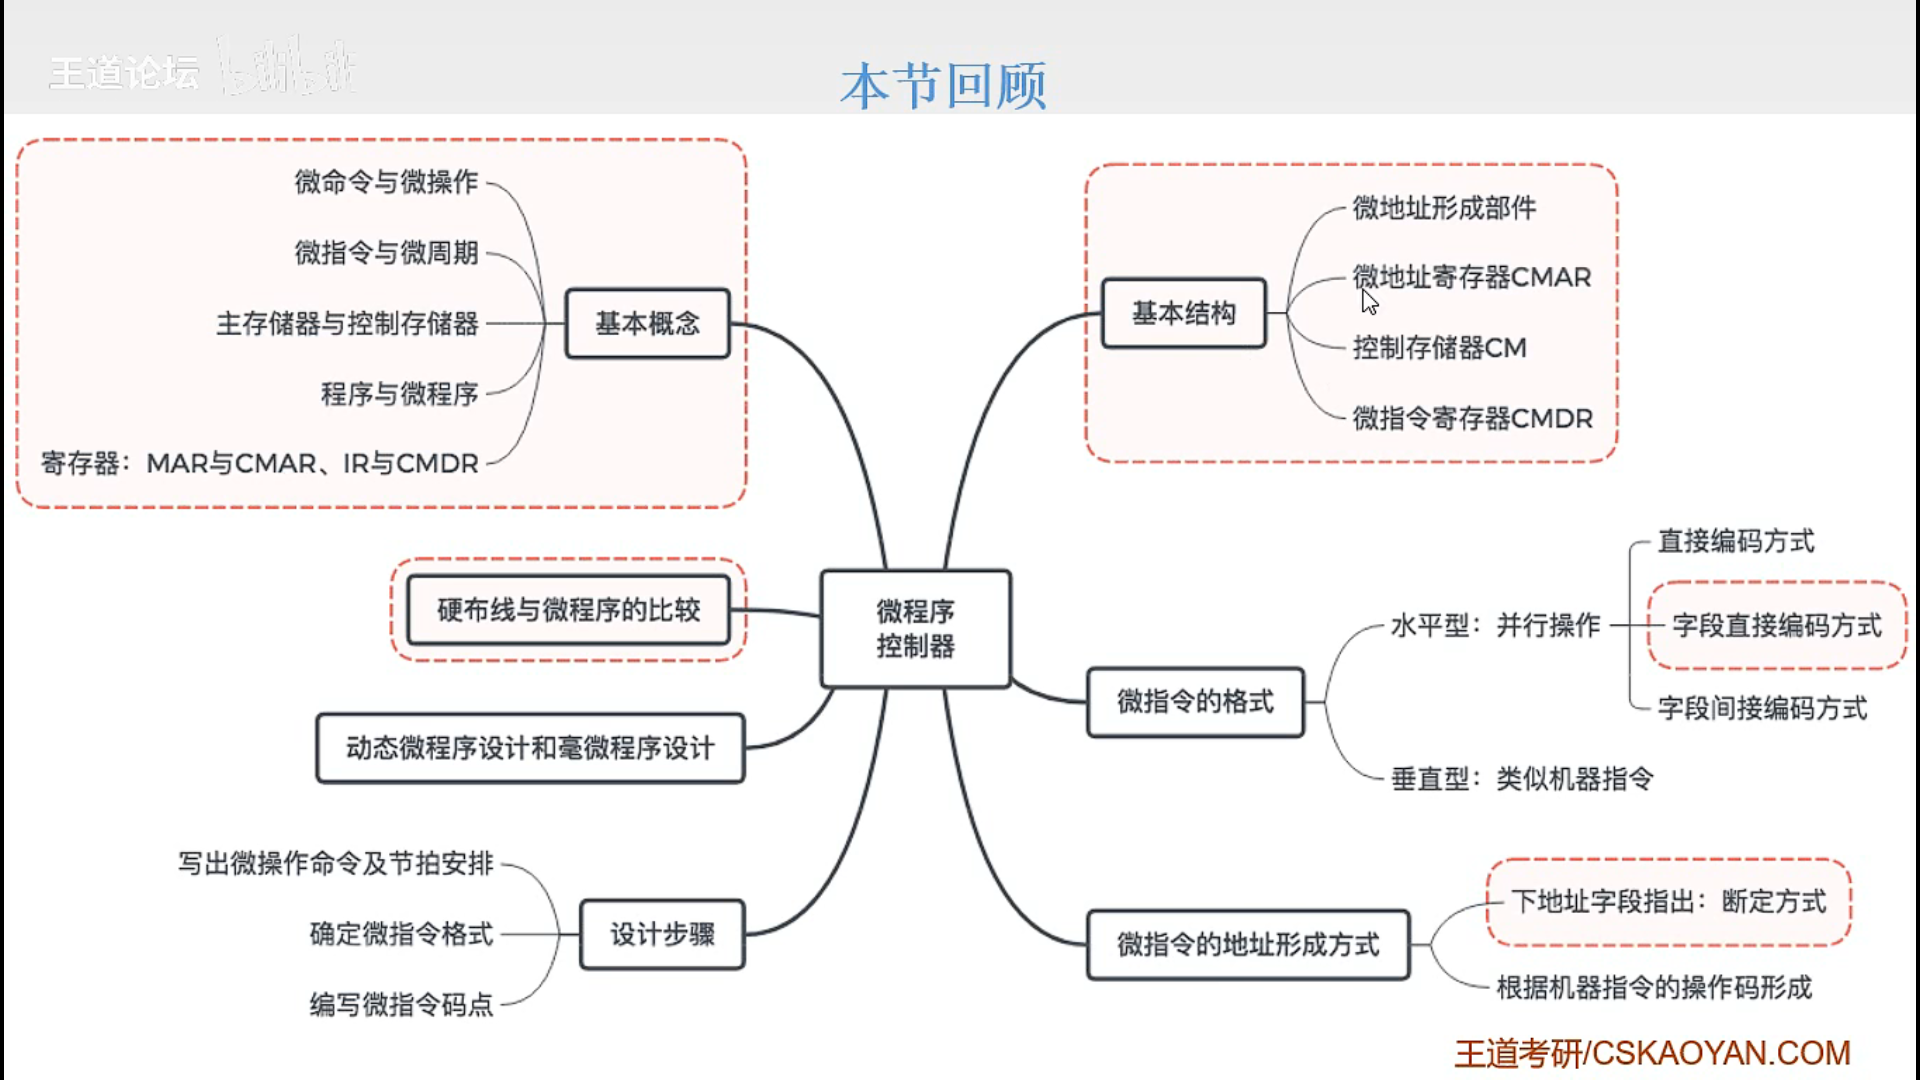 王道论坛 bilibili
本节回顾
微命令与微操作
微指令与微周期
主存储器与控制存储器
程序与微程序
寄存器：MAR与CMAR、IR与CMDR
基本概念
微地址形成部件
微地址寄存器CMAR
控制存储器CM
微指令寄存器CMDR
基本结构
硬布线与微程序的比较
动态微程序设计和毫微程序设计
写出微操作命令及节拍安排
确定微指令格式
编写微指令码点
设计步骤
微程序
控制器
微指令的格式
水平型：并行操作
直接编码方式
字段直接编码方式
字段间接编码方式
垂直型：类似机器指令
微指令的地址形成方式
下地址字段指出：断定方式
根据机器指令的操作码形成
王道考研/CSKAOYAN.COM